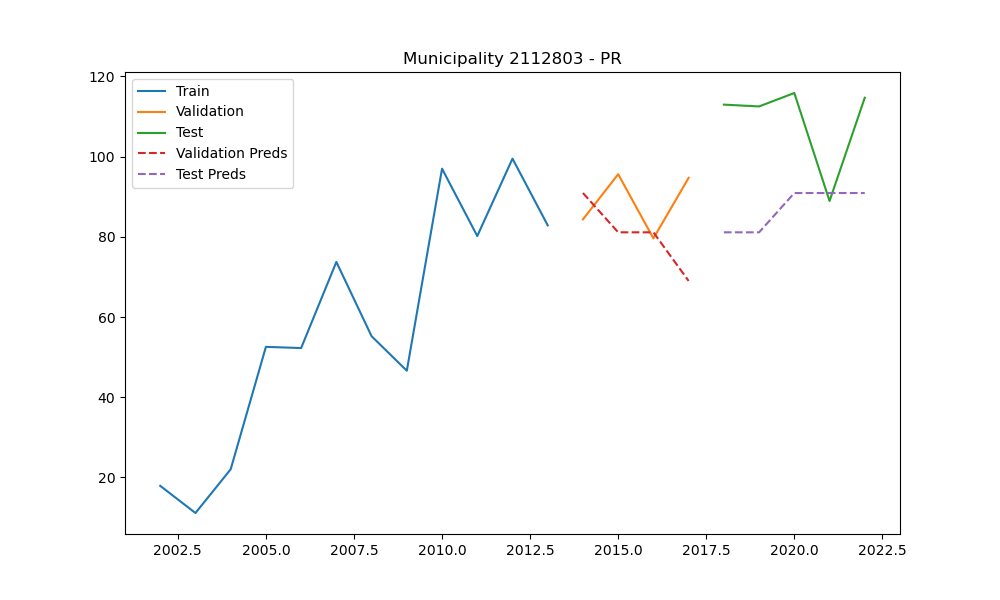 Municipality 2112803 - PR
120
100
80
60
40
20
Train
Validation
Test
Validation Preds
Test Preds
2002.5 2005.0 2007.5 2010.0 2012.5 2015.0 2017.5 2020.0 2022.5